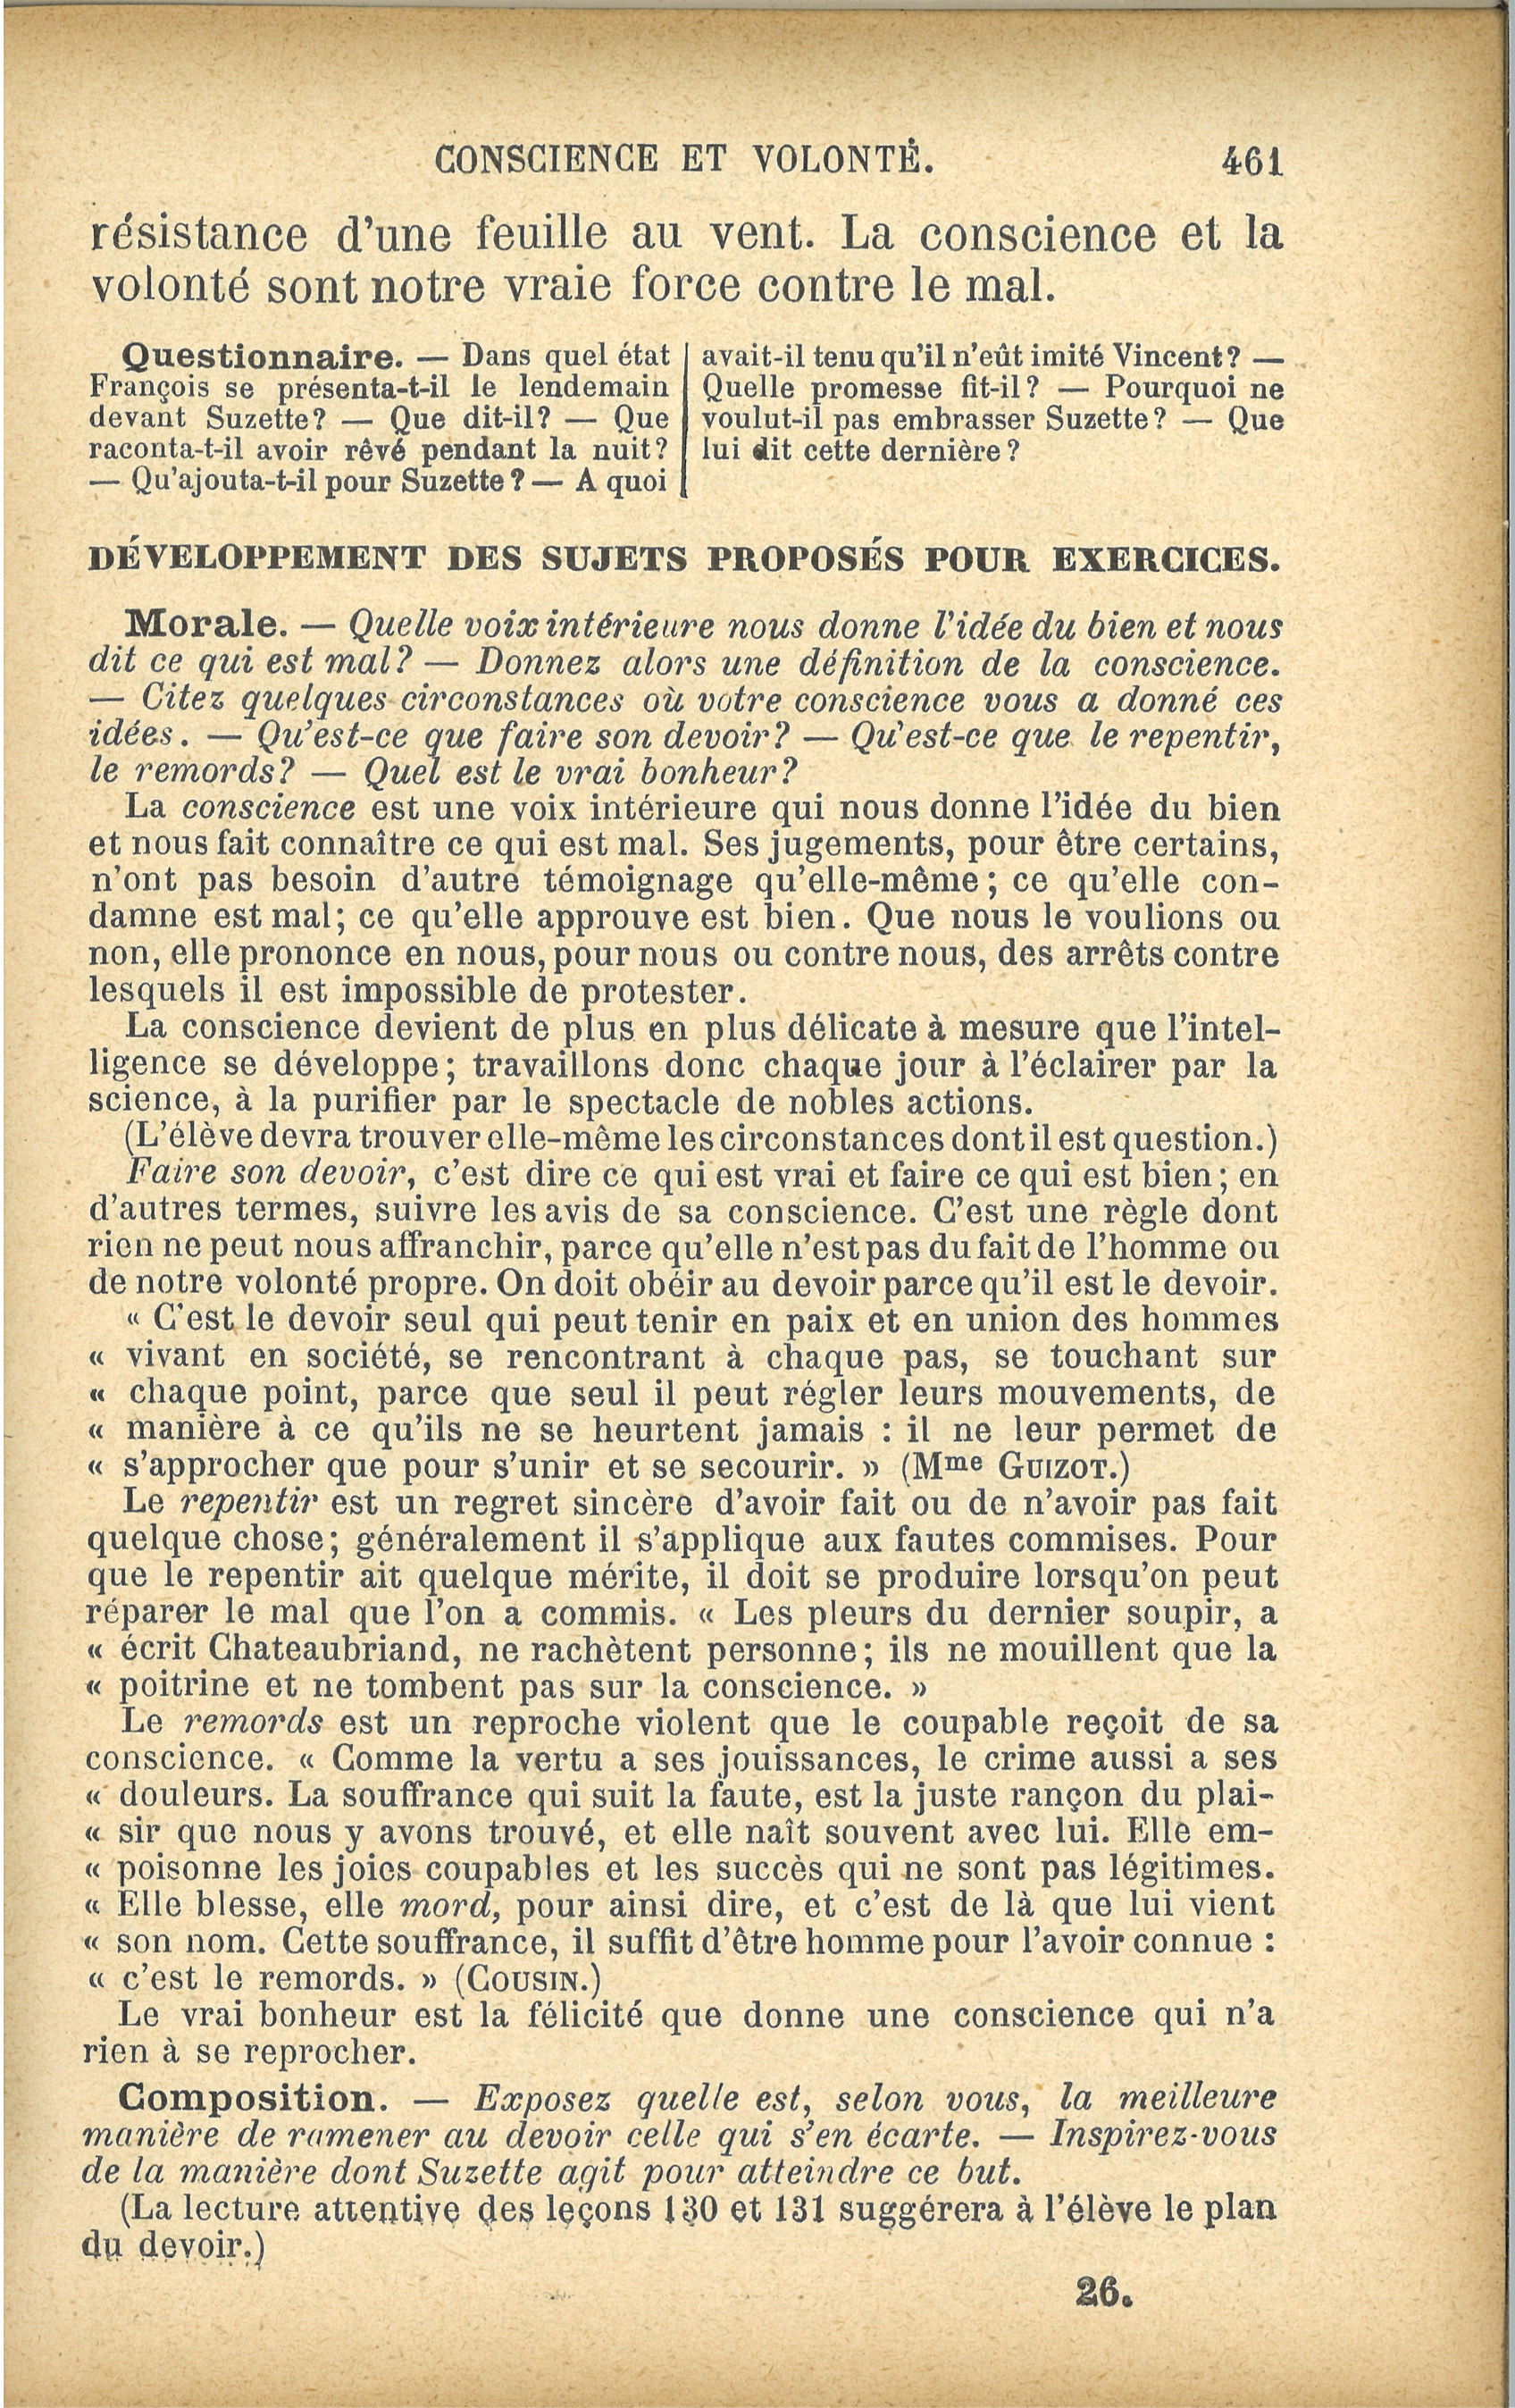 CONSCIENCE ET VOLONTÉ. 461
résistance d'une feuille au vent. La conscience et la
volonté sont notre vraie force contre le mal.
Questionnaire. — Dans quel état
François se présenta-t-il le lendemain
devant Suzette? — Que dit-il? — Que
raconta-t-il avoir rêvé pendant la nuit?
— Qu'ajouta-t-il pour Suzette? — A quoi
avait-il tenu qu'il n'eût imité Vincent? —
Quelle promesse fit-il? — Pourquoi ne
voulut-il pas embrasser Suzette? — Que
lui dit cette dernière?
DÉVELOPPEMENT DES SUJETS PROPOSÉS POUR EXERCICES.
Morale. — Quelle voix intérieure nous donne l'idée du bien et nous
dit ce qui est mal? — Donnez alors une définition de la conscience.
— Citez quelques circonstances où votre conscience vous a donné ces
idées. — Qu'est-ce que faire son devoir? — Qu'est-ce que le repentir,
le remords? — Quel est le vrai bonheur?
La conscience est une voix intérieure qui nous donne l'idée du bien
et nous fait connaître ce qui est mal. Ses jugements, pour être certains,
n'ont pas besoin d'autre témoignage qu'elle-même; ce qu'elle con-
damne est mal; ce qu'elle approuve est bien. Que nous le voulions ou
non, elle prononce en nous, pour nous ou contre nous, des arrêts contre
lesquels il est impossible de protester.
La conscience devient de plus en plus délicate à mesure que l'intel-
ligence se développe; travaillons donc chaque jour à l'éclairer par la
science, à la purifier par le spectacle de nobles actions.
(L'élève devra trouver elle-même les circonstances dont il est question.)
Faire son devoir, c'est dire ce qui est vrai et faire ce qui est bien; en
d'autres termes, suivre les avis de sa conscience. C'est une règle dont
rien ne peut nous affranchir, parce qu'elle n'est pas du fait de l'homme ou
de notre volonté propre. On doit obéir au devoir parce qu'il est le devoir.
« C'est le devoir seul qui peut tenir en paix et en union des hommes
« vivant en société, se rencontrant à chaque pas, se touchant sur
« chaque point, parce que seul il peut régler leurs mouvements, de
« manière à ce qu'ils ne se heurtent jamais : il ne leur permet de
« s'approcher que pour s'unir et se secourir. » (Mme GUIZOT.)
Le repentir est un regret sincère d'avoir fait ou de n'avoir pas fait
quelque chose; généralement il s'applique aux fautes commises. Pour
que le repentir ait quelque mérite, il doit se produire lorsqu'on peut
réparer le mal que l'on a commis. « Les pleurs du dernier soupir, a
« écrit Chateaubriand, ne rachètent personne; ils ne mouillent que la
« poitrine et ne tombent pas sur la conscience. »
Le remords est un reproche violent que le coupable reçoit de sa
conscience. « Comme la vertu a ses jouissances, le crime aussi a ses
« douleurs. La souffrance qui suit la faute, est la juste rançon du plai-
« sir que nous y avons trouvé, et elle naît souvent avec lui. Elle em-
« poisonne les joies coupables et les succès qui ne sont pas légitimes.
« Elle blesse, elle mord, pour ainsi dire, et c'est de là que lui vient
« son nom. Cette souffrance, il suffit d'être homme pour l'avoir connue :
« c'est le remords. » (COUSIN.)
Le vrai bonheur est la félicité que donne une conscience qui n'a
rien à se reprocher.
Composition. — Exposez quelle est, selon vous, la meilleure
manière de ramener au devoir celle qui s'en écarte. — Inspirez-vous
de la manière dont Suzette agit pour atteindre ce but.
(La lecture attentive des leçons 130 et 131 suggérera à l'élève le plan
du devoir.)
26.